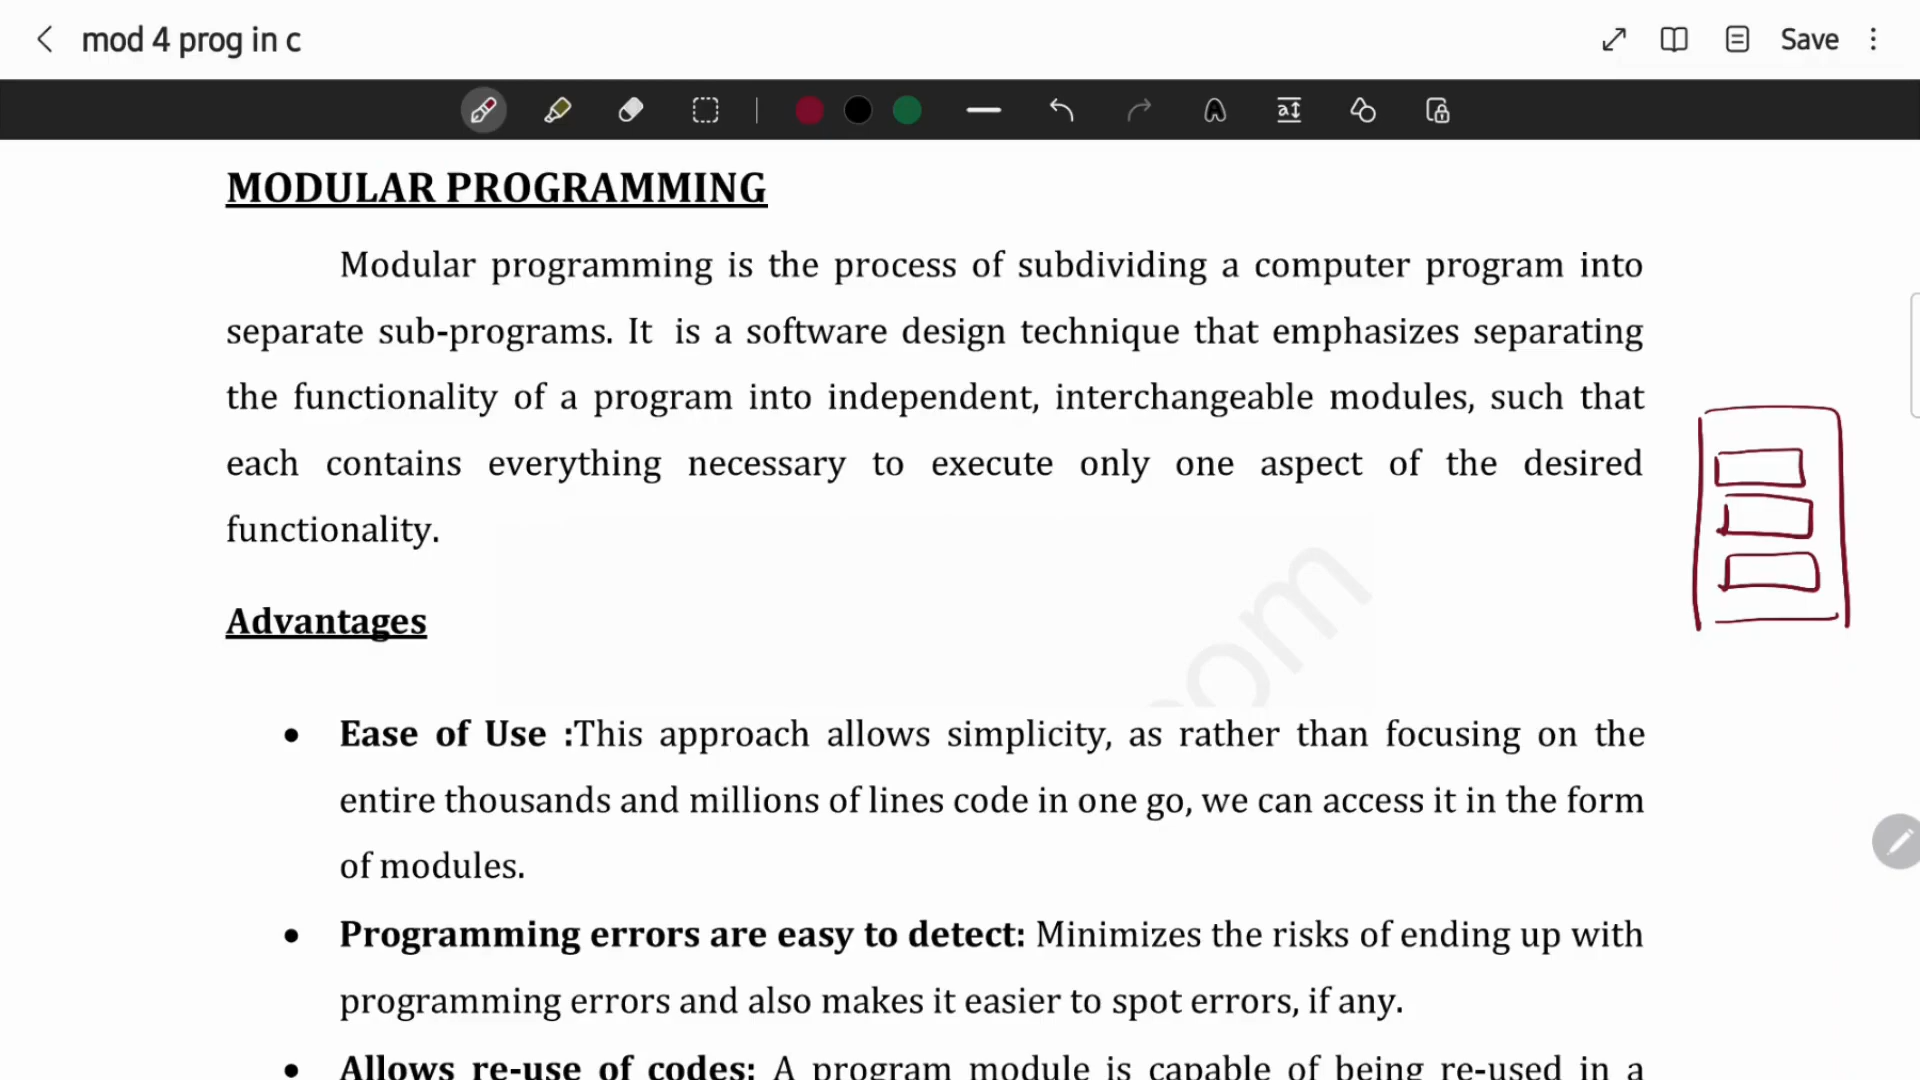 mod 4 prog in c
Save
MODULAR PROGRAMMING
Modular programming is the process of subdividing a computer program into
separate sub-programs. It is a software design technique that emphasizes separating
the functionality of a program into independent, interchangeable modules, such that
each contains everything necessary to execute only one aspect of the desired
functionality.
om
Advantages
• Ease of Use :This approach allows simplicity, as rather than focusing on the
entire thousands and millions of lines code in one go, we can access it in the form
of modules.
• Programming errors are easy to detect: Minimizes the risks of ending up with
programming errors and also makes it easier to spot errors, if any.
• Allows re-use of codes: A program module is capable of being re-used in a